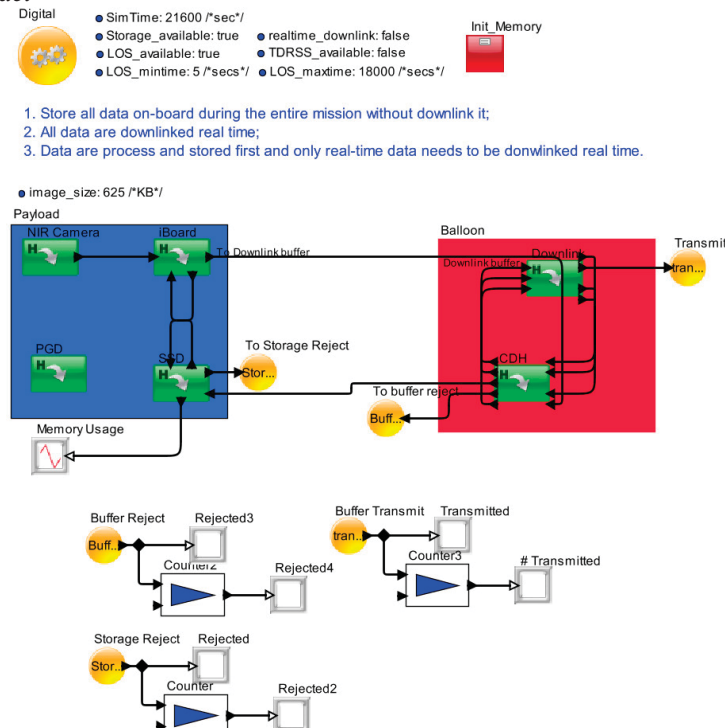 Digital
SimTime: 21600 /*sec*/
Storage_available: true
realtime_downlink: false
LOS_available: true
TDRSS_available: false
LOS_mintime: 5 /*secs*/
LOS_maxtime: 18000 /*secs*/
Init_Memory
1. Store all data on-board during the entire mission without downlink it;
2. All data are downlinked real time;
3. Data are process and stored first and only real-time data needs to be donwlinked real time.
image_size: 625 /*KB*/
Payload
NIR Camera
H
iBoard
H
To Downlink buffer
PGD
H
SSD
H
Balloon
Downlink
Downlink buffer
H
CDH
H
Transmit
tran...
To Storage Reject
Stor...
To buffer reject
Buff...
Memory Usage
Buffer Reject
Buff...
Rejected3
Counter2
Rejected4
Buffer Transmit
tran...
Transmitted
Counter3
# Transmitted
Storage Reject
Stor...
Rejected
Counter
Rejected2